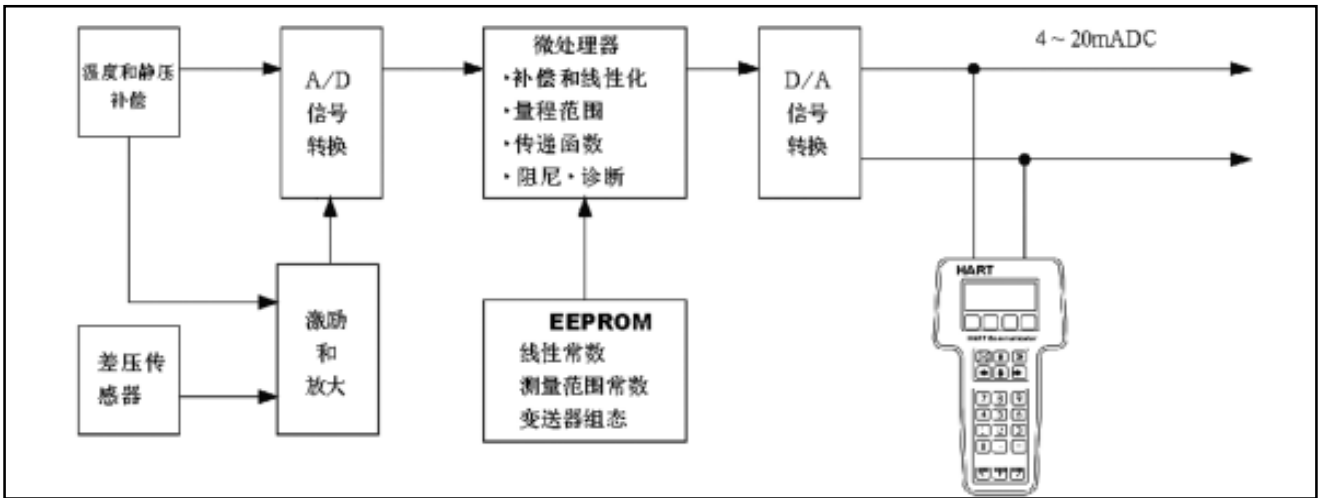 温度和静压
补偿
A/D
信号
转换
微处理器
·补偿和线性化
·量程范围
·传递函数
·阻尼·诊断
D/A
信号
转换
4～20mADC
差压传
感器
激励
和
放大
EEPROM
线性常数
测量范围常数
变送器组态
HART